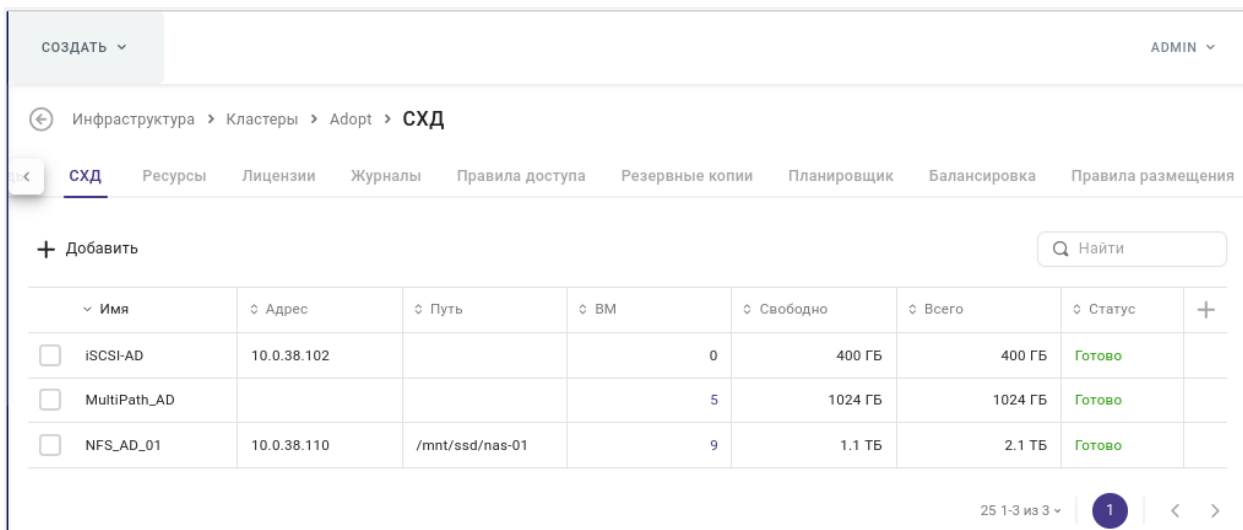 СОЗДАТЬ ADMIN
Инфраструктура > Кластеры > Adopt > СХД
СХД Ресурсы Лицензии Журналы Правила доступа Резервные копии Планировщик Балансировка Правила размещения
+ Добавить Найти
Имя Адрес Путь ВМ Свободно Всего Статус +
iSCSI-AD 10.0.38.102 0 400 ГБ 400 ГБ Готово
MultiPath_AD 5 1024 ГБ 1024 ГБ Готово
NFS_AD_01 10.0.38.110 /mnt/ssd/nas-01 9 1.1 ТБ 2.1 ТБ Готово
25 1-3 из 3 1 < >